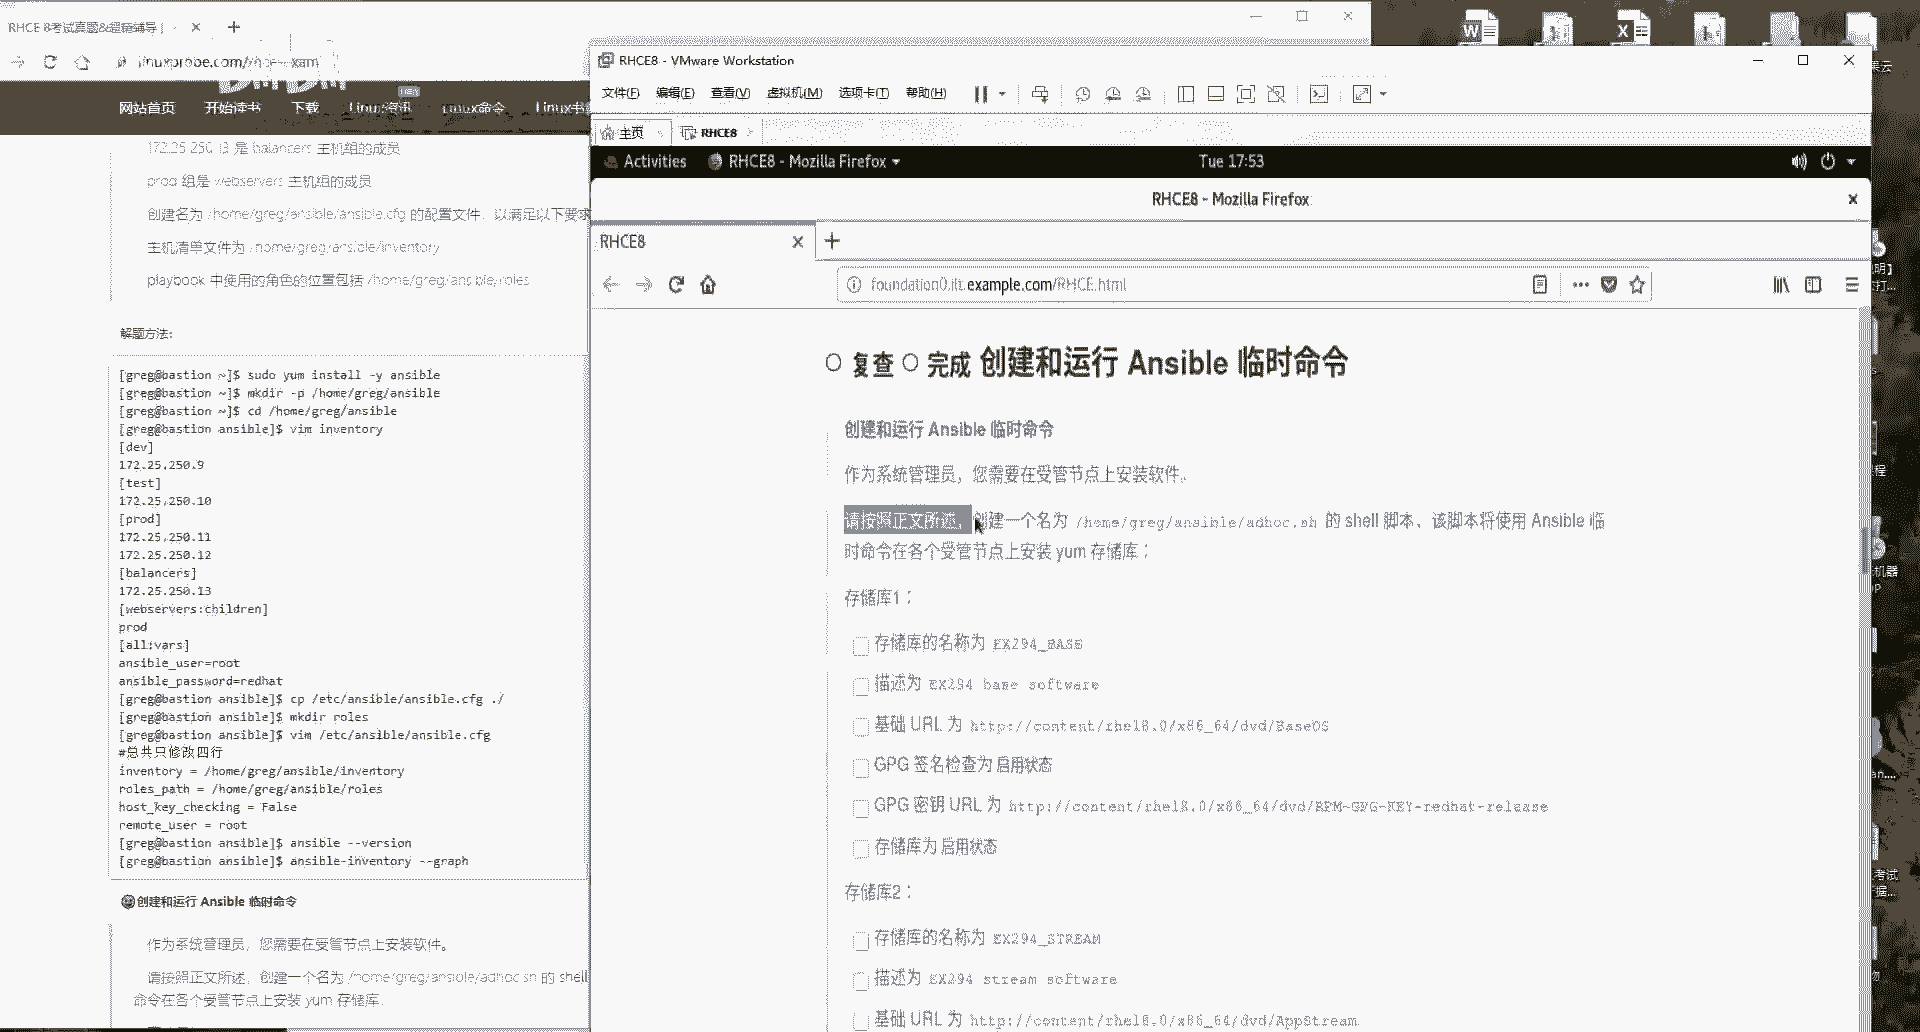 RHCE 8考试真题&超精辅导 |
linuxprobe.com/
网站首页 开始读书 下载 Linux资讯 Linux命令
172.25.250.13 是 balancers 主机组的成员
prod 组是 webservers 主机组的成员
创建名为 /home/greg/ansible/ansible.cfg 的配置文件，以满足以下要求
主机清单文件为 /home/greg/ansible/inventory
playbook 中使用的角色的位置包括 /home/greg/ansible/roles
解题方法:
[greg@bastion ~]$ sudo yum install -y ansible
[greg@bastion ~]$ mkdir -p /home/greg/ansible
[greg@bastion ~]$ cd /home/greg/ansible
[greg@bastion ansible]$ vim inventory
[dev]
172.25.250.9
[test]
172.25.250.10
[prod]
172.25.250.11
172.25.250.12
[balancers]
172.25.250.13
[webservers:children]
prod
[all:vars]
ansible_user=root
ansible_password=redhat
[greg@bastion ansible]$ cp /etc/ansible/ansible.cfg ./
[greg@bastion ansible]$ mkdir roles
[greg@bastion ansible]$ vim /etc/ansible/ansible.cfg
#总共只修改四行
inventory = /home/greg/ansible/inventory
roles_path = /home/greg/ansible/roles
host_key_checking = False
remote_user = root
[greg@bastion ansible]$ ansible --version
[greg@bastion ansible]$ ansible-inventory --graph
创建和运行 Ansible 临时命令
作为系统管理员，您需要在受管节点上安装软件。
请按照正文所述，创建一个名为 /home/greg/ansible/adhoc.sh 的 shell
命令在各个受管节点上安装 yum 存储库.
RHCE8 - VMware Workstation
文件(F) 编辑(E) 查看(V) 虚拟机(M) 选项卡(T) 帮助(H)
主页 RHCE8
Activities RHCE8 - Mozilla Firefox Tue 17:53
RHCE8 - Mozilla Firefox
RHCE8
foundation0.ilt.example.com/RHCE.html
复查 完成 创建和运行 Ansible 临时命令
创建和运行 Ansible 临时命令
作为系统管理员，您需要在受管节点上安装软件。
请按照正文所述，创建一个名为 /home/greg/ansible/adhoc.sh 的 shell 脚本，该脚本将使用 Ansible 临
时命令在各个受管节点上安装 yum 存储库：
存储库1：
存储库的名称为 EX294_BASE
描述为 EX294 base software
基础 URL 为 http://content/rhel8.0/x86_64/dvd/BaseOS
GPG 签名检查为 启用状态
GPG 密钥 URL 为 http://content/rhel8.0/x86_64/dvd/RPM-GPG-KEY-redhat-release
存储库为 启用状态
存储库2：
存储库的名称为 EX294_STREAM
描述为 EX294 stream software
基础 URL 为 http://content/rhel8.0/x86_64/dvd/AppStream